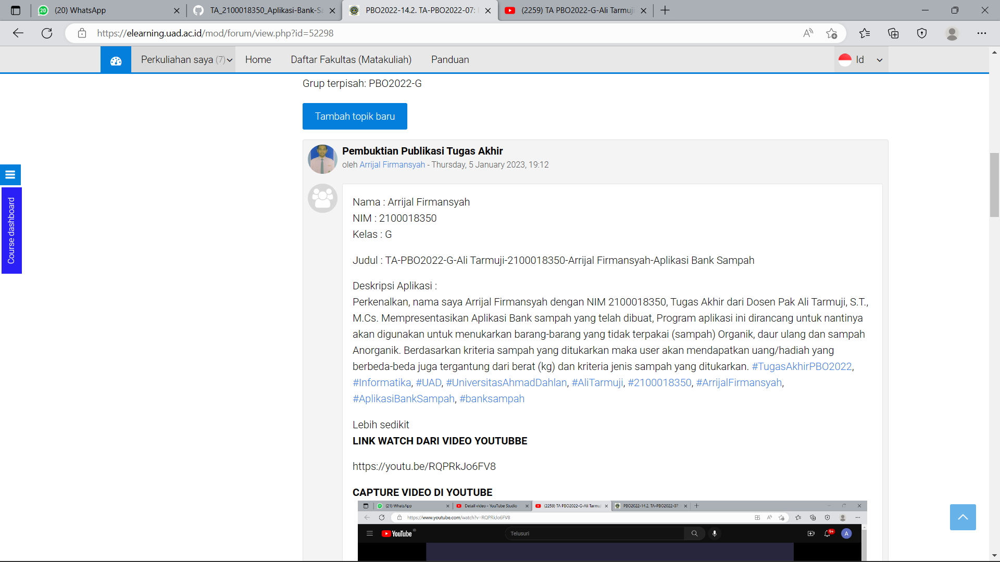 20
(20) WhatsApp
TA_2100018350_Aplikasi-Bank-Sa
PBO2022-14.2. TA-PBO2022-07:
(2259) TA PBO2022-G-Ali Tarmuji
https://elearning.uad.ac.id/mod/forum/view.php?id=52298
Perkuliahan saya (7)
Home
Daftar Fakultas (Matakuliah)
Panduan
Id
Grup terpisah: PBO2022-G
Tambah topik baru
Pembuktian Publikasi Tugas Akhir
oleh Arrijal Firmansyah - Thursday, 5 January 2023, 19:12
Course dashboard
Nama : Arrijal Firmansyah
NIM : 2100018350
Kelas : G
Judul : TA-PBO2022-G-Ali Tarmuji-2100018350-Arrijal Firmansyah-Aplikasi Bank Sampah
Deskripsi Aplikasi :
Perkenalkan, nama saya Arrijal Firmansyah dengan NIM 2100018350, Tugas Akhir dari Dosen Pak Ali Tarmuji, S.T.,
M.Cs. Mempresentasikan Aplikasi Bank sampah yang telah dibuat, Program aplikasi ini dirancang untuk nantinya
akan digunakan untuk menukarkan barang-barang yang tidak terpakai (sampah) Organik, daur ulang dan sampah
Anorganik. Berdasarkan kriteria sampah yang ditukarkan maka user akan mendapatkan uang/hadiah yang
berbeda-beda juga tergantung dari berat (kg) dan kriteria jenis sampah yang ditukarkan. #TugasAkhirPBO2022,
#Informatika, #UAD, #UniversitasAhmadDahlan, #AliTarmuji, #2100018350, #ArrijalFirmansyah,
#AplikasiBankSampah, #banksampah
Lebih sedikit
LINK WATCH DARI VIDEO YOUTUBBE
https://youtu.be/RQPRkJo6FV8
CAPTURE VIDEO DI YOUTUBE
(21) WhatsApp
Detail video - YouTube Studio
(2259) TA PBO2022-G-Ali Tarmuj
PBO2022-14.2. TA-PBO2022-07:
https://www.youtube.com/watch?v=RQPRkJo6FV8
YouTube ID
Telusuri
9+
A